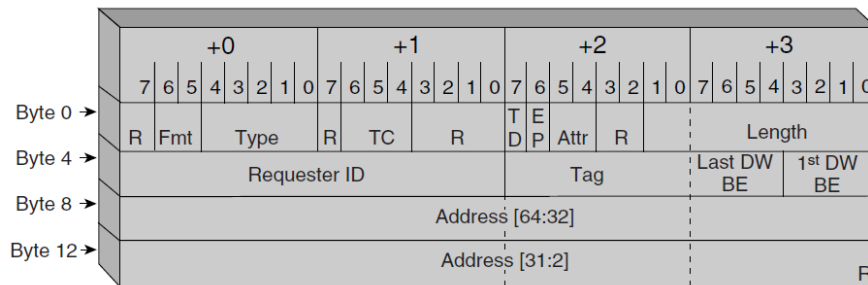 +0 +1 +2 +3
7 6 5 4 3 2 1 0 7 6 5 4 3 2 1 0 7 6 5 4 3 2 1 0 7 6 5 4 3 2 1 0
Byte 0
R Fmt Type R TC R TD EP Attr R Length
Byte 4
Requester ID Tag Last DW BE 1st DW BE
Byte 8
Address [64:32]
Byte 12
Address [31:2]
R